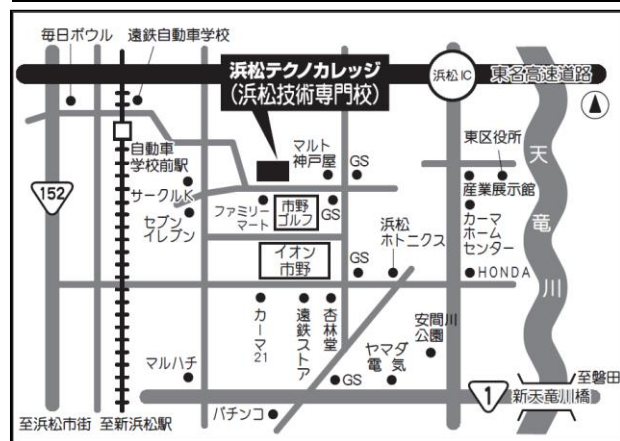 毎日ボウル
遠鉄自動車学校
浜松テクノカレッジ
(浜松技術専門校)
浜松IC
東名高速道路
自動車
学校前駅
マルト
神戸屋
GS
東区役所
天竜川
152
サークルK
セブン
イレブン
ファミリー
マート
市野
ゴルフ
GS
浜松
ホトニクス
産業展示館
カーマ
ホーム
センター
イオン
市野
GS
HONDA
カーマ21
遠鉄ストア
杏林堂
安間川
公園
マルハチ
ヤマダ
電気
GS
1
至磐田
新天竜川橋
パチンコ
至浜松市街
至新浜松駅